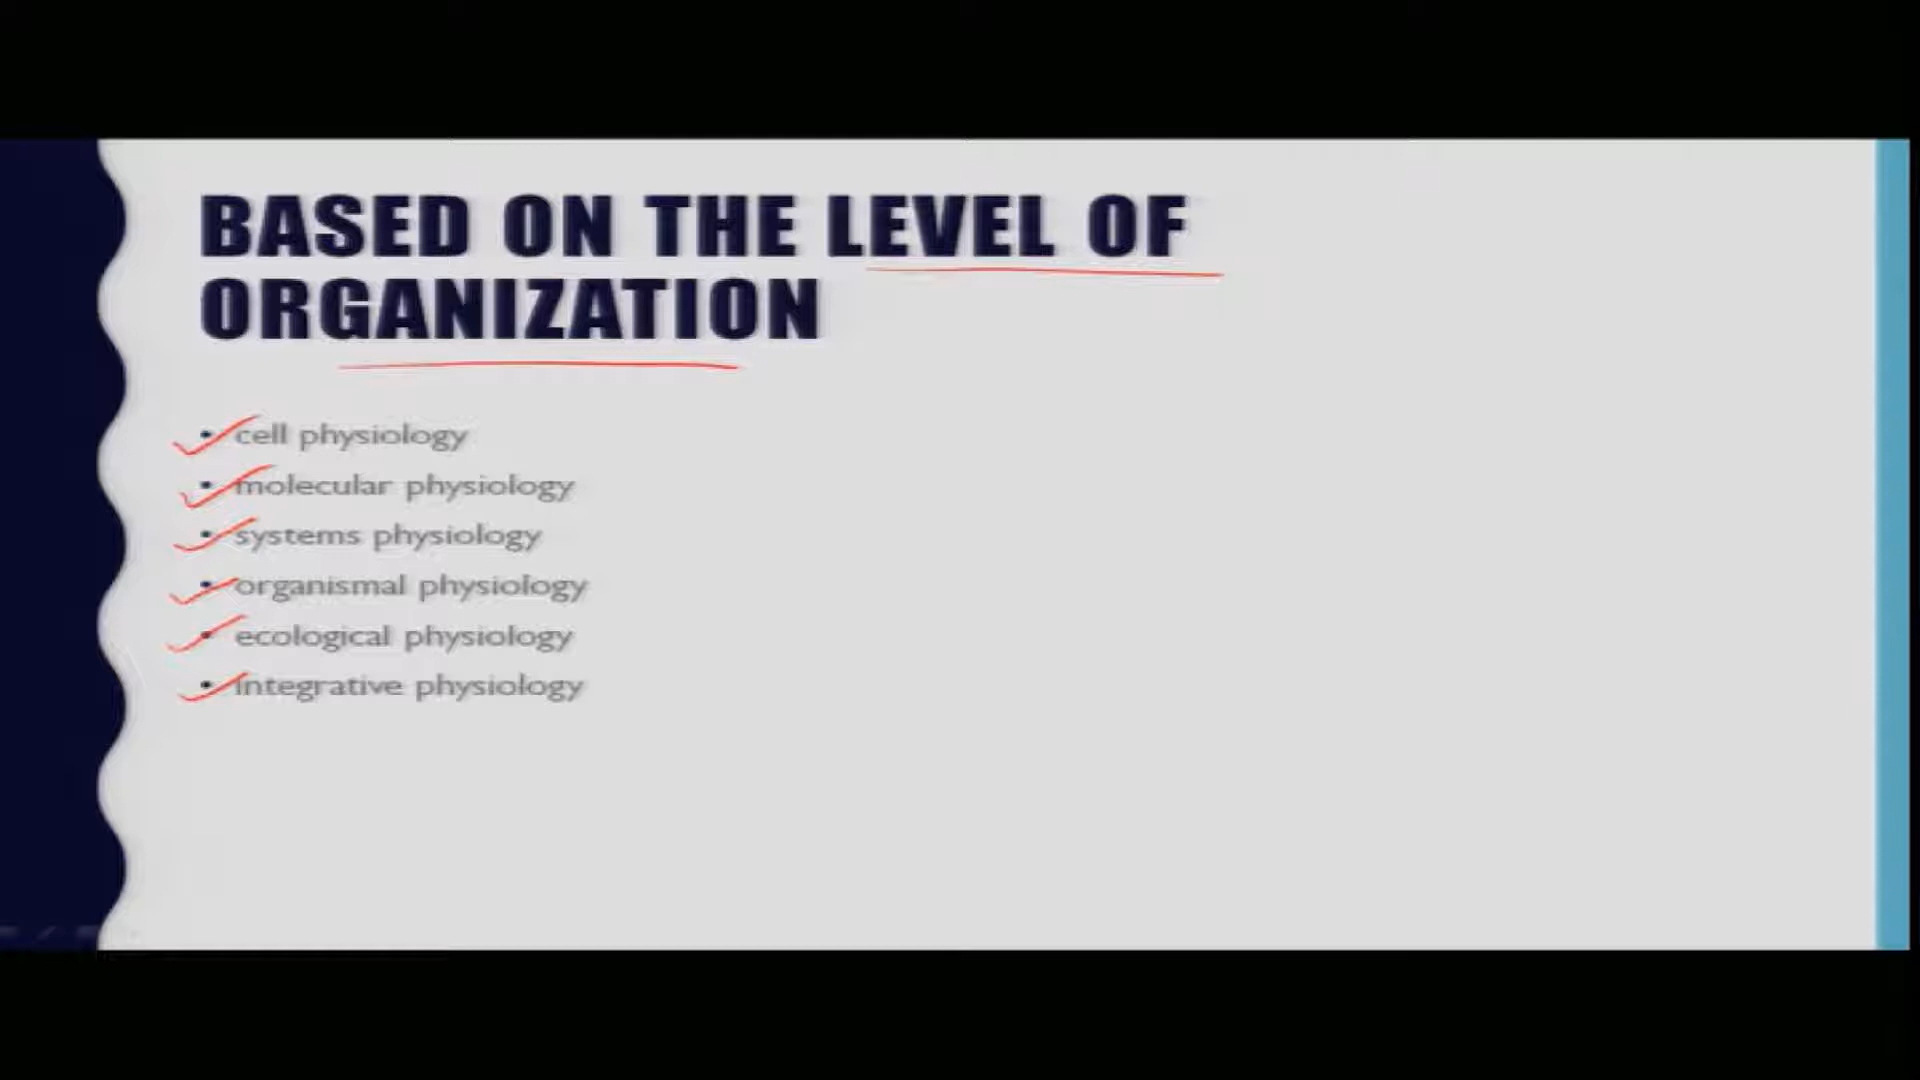 BASED ON THE LEVEL OF
ORGANIZATION
• cell physiology
• molecular physiology
• systems physiology
• organismal physiology
• ecological physiology
• integrative physiology